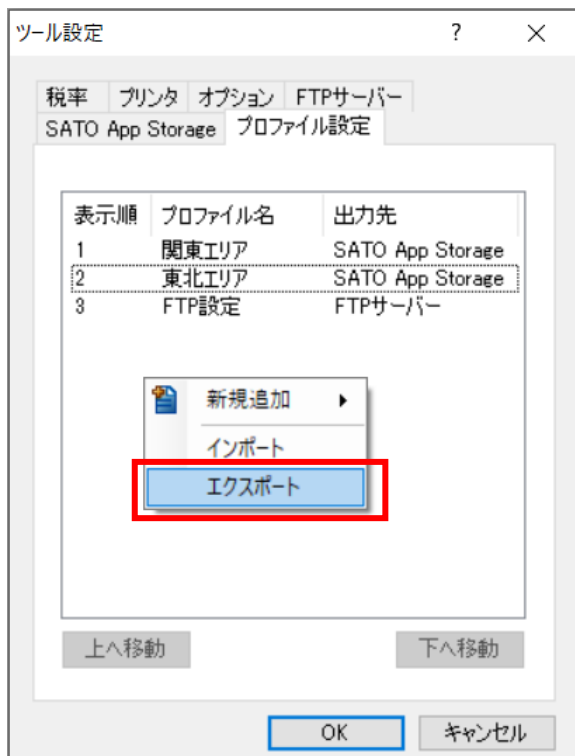 ツール設定 ?
税率 プリンタ オプション FTPサーバー
SATO App Storage プロファイル設定
表示順 プロファイル名 出力先
1 関東エリア SATO App Storage
2 東北エリア SATO App Storage
3 FTP設定 FTPサーバー
新規追加
インポート
エクスポート
上へ移動 下へ移動
OK キャンセル